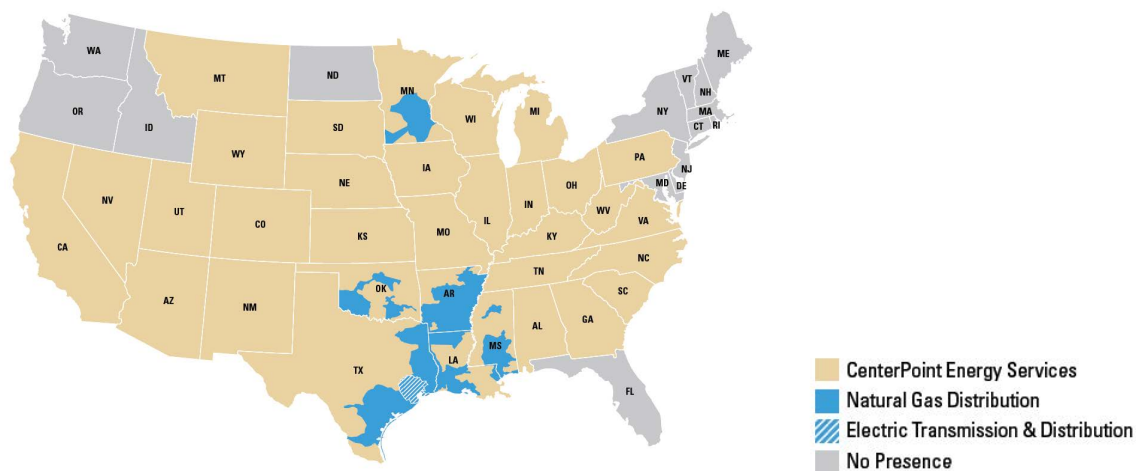 WA
MT
ND
MN
ME
VT
NH
NY
MA
CT
RI
OR
ID
SD
WI
MI
WY
IA
PA
NJ
NE
OH
MD
DE
NV
UT
CO
IL
IN
WV
VA
CA
KS
MO
KY
NC
TN
OK
AR
SC
AZ
NM
MS
AL
GA
TX
LA
FL
CenterPoint Energy Services
Natural Gas Distribution
Electric Transmission & Distribution
No Presence